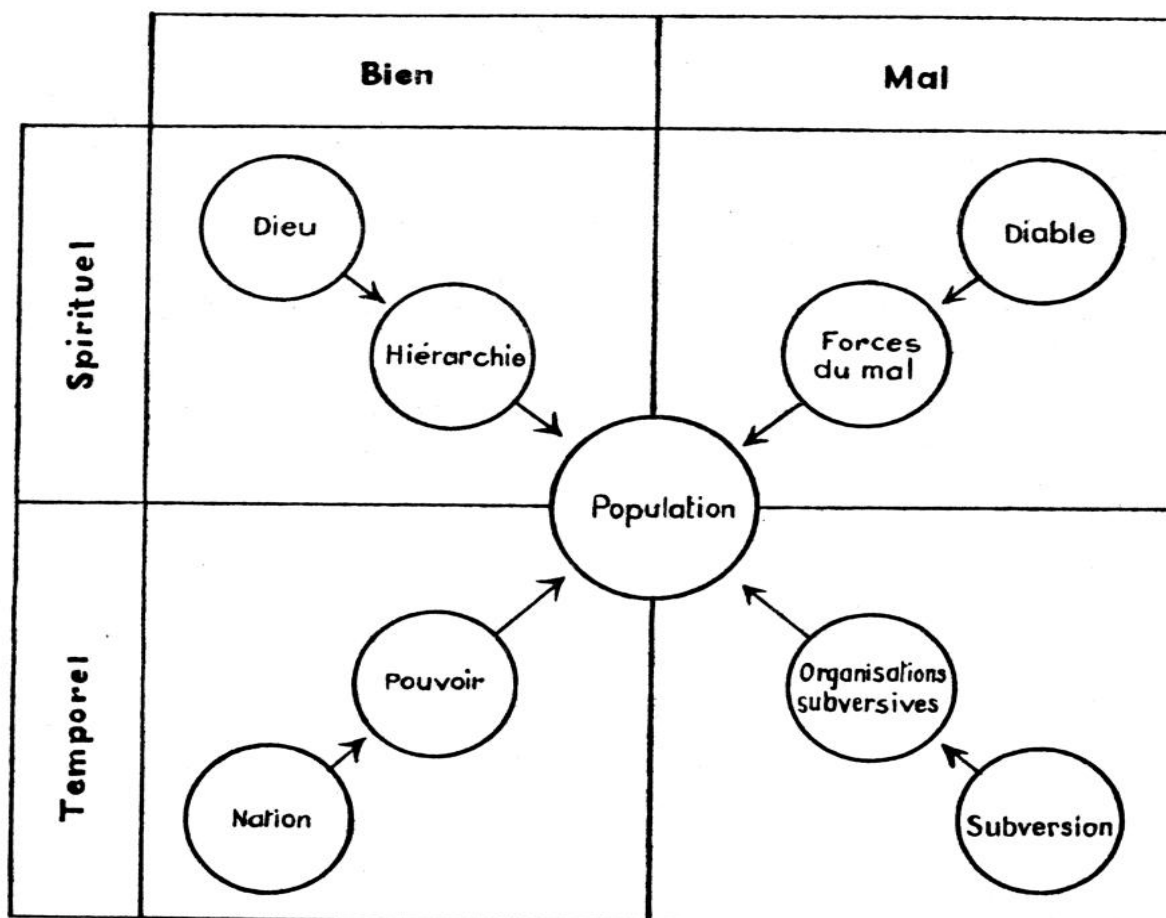 Bien
Mal
Spirituel
Dieu
Diable
Hiérarchie
Forces
du mal
Population
Temporel
Pouvoir
Organisations
subversives
Nation
Subversion